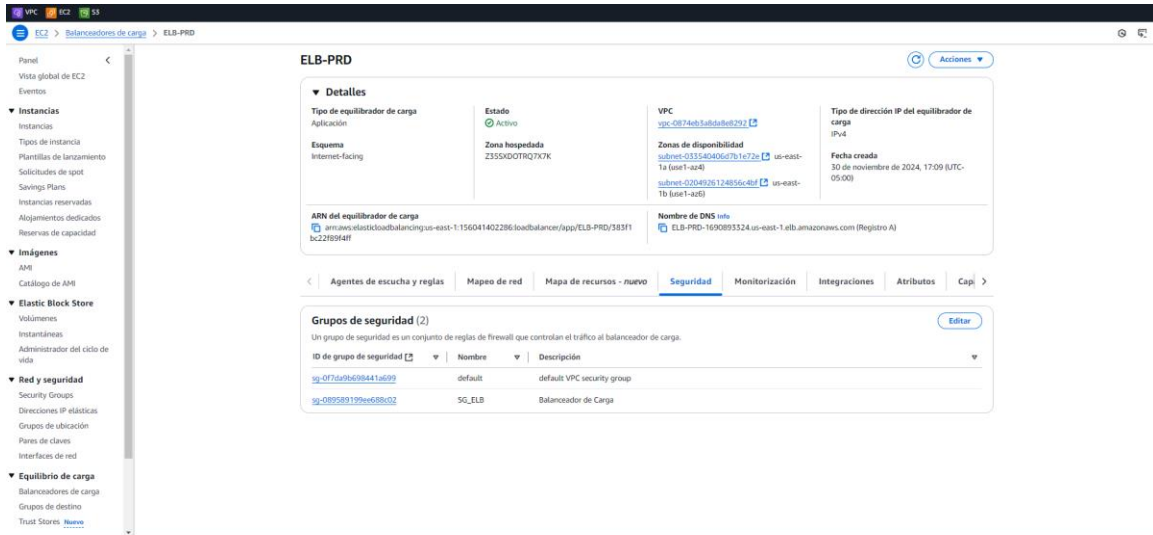 VPC EC2 S3
EC2 > Balanceadores de carga > ELB-PRD
Panel
Vista global de EC2
Eventos
Instancias
Instancias
Tipos de instancia
Plantillas de lanzamiento
Solicitudes de spot
Savings Plans
Instancias reservadas
Alojamientos dedicados
Reservas de capacidad
Imágenes
AMI
Catálogo de AMI
Elastic Block Store
Volúmenes
Instantáneas
Administrador del ciclo de
vida
Red y seguridad
Security Groups
Direcciones IP elásticas
Grupos de ubicación
Pares de claves
Interfaces de red
Equilibrio de carga
Balanceadores de carga
Grupos de destino
Trust Stores Nuevo
ELB-PRD
Acciones
Detalles
Tipo de equilibrador de carga
Aplicación
Estado
Activo
VPC
vpc-0874eb3a8da8e8292
Tipo de dirección IP del equilibrador de
carga
IPv4
Esquema
Internet-facing
Zona hospedada
Z35SXDOTRQ7X7K
Zonas de disponibilidad
subnet-033540406d7b1e72e us-east-
1a (use1-az4)
subnet-0204926124856c4bf us-east-
1b (use1-az6)
Fecha creada
30 de noviembre de 2024, 17:09 (UTC-
05:00)
ARN del equilibrador de carga
arn:aws:elasticloadbalancing:us-east-1:156041402286:loadbalancer/app/ELB-PRD/383f1
bc22f89f4ff
Nombre de DNS Info
ELB-PRD-1690893324.us-east-1.elb.amazonaws.com (Registro A)
Agentes de escucha y reglas Mapeo de red Mapa de recursos - nuevo Seguridad Monitorización Integraciones Atributos Capa
Grupos de seguridad (2)
Editar
Un grupo de seguridad es un conjunto de reglas de firewall que controlan el tráfico al balanceador de carga.
ID de grupo de seguridad Nombre Descripción
sg-0f7da9b698441a699 default default VPC security group
sg-089589199ee688c02 SG_ELB Balanceador de Carga